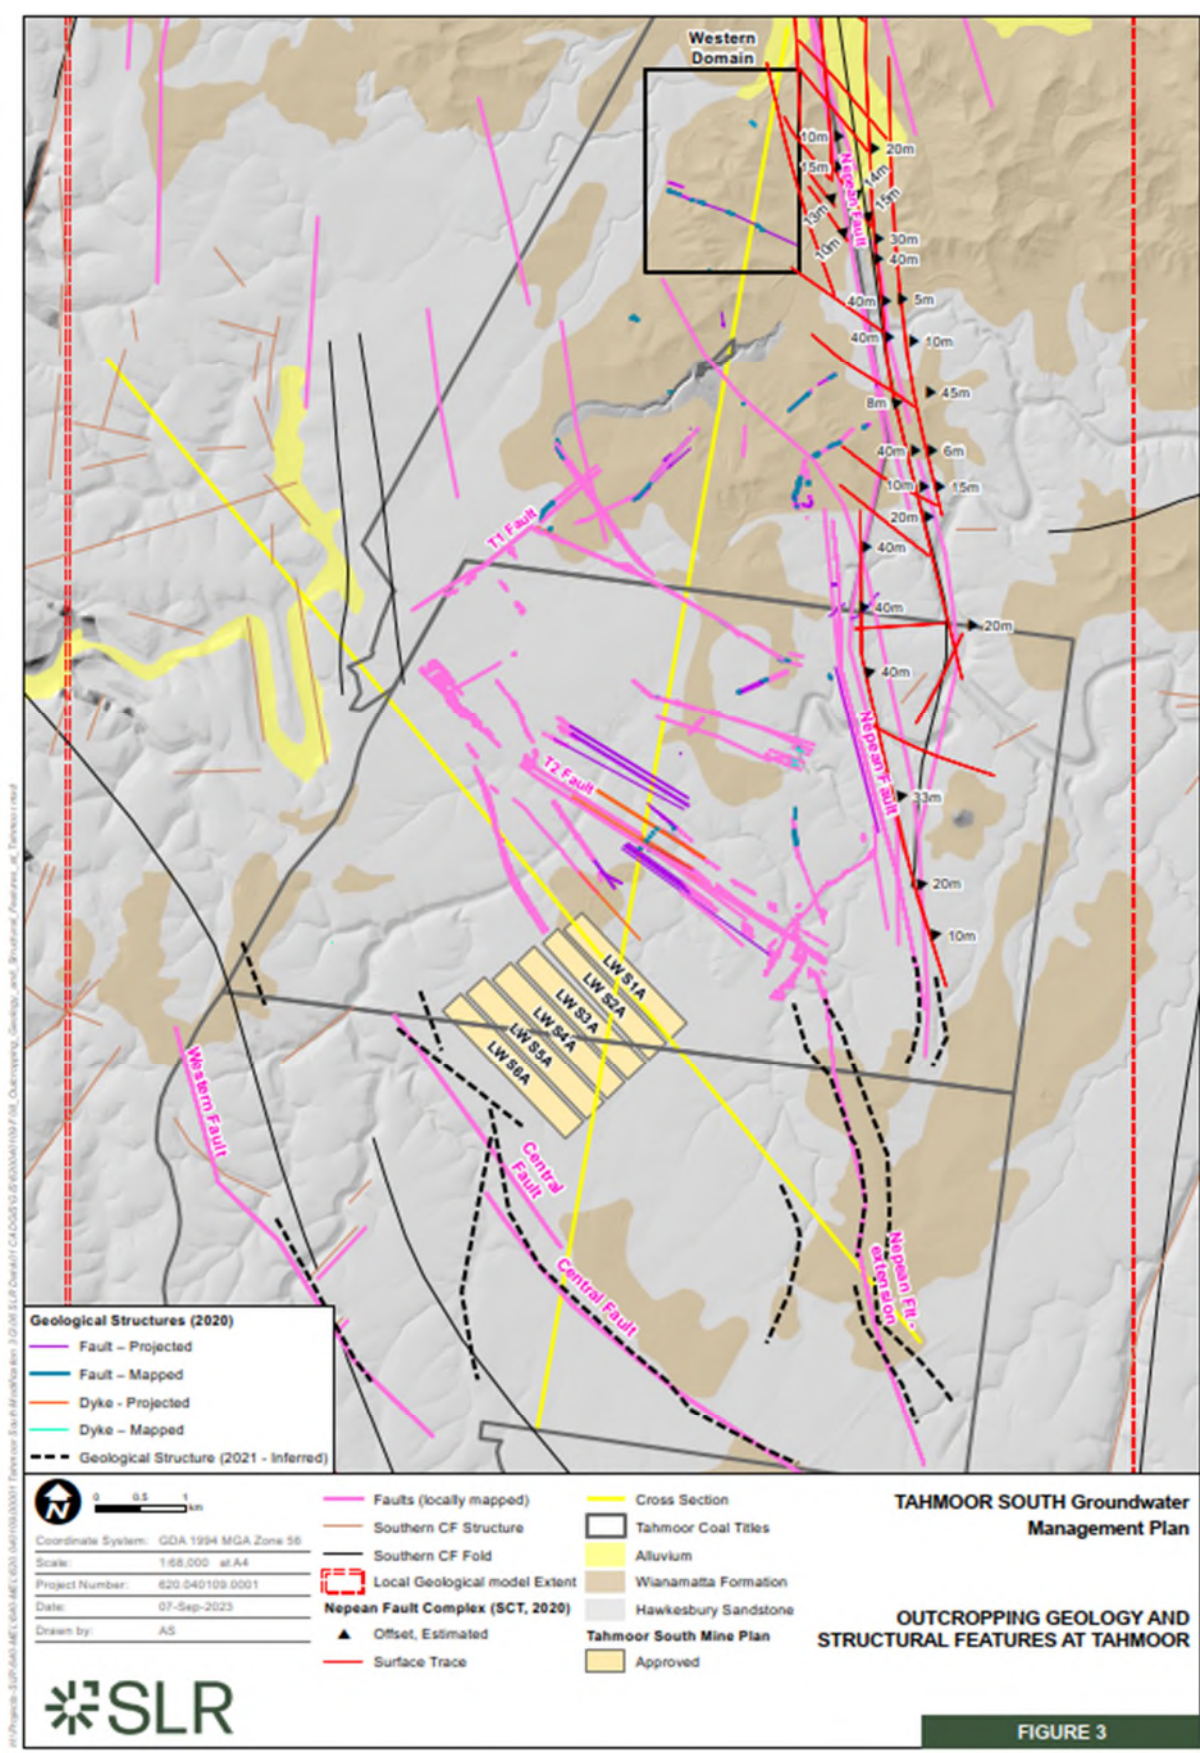 Western
Domain
10m
20m
15m
14m
15m
13m
10m
Nepean Fault
30m
40m
40m
5m
40m
10m
45m
8m
40m
6m
10m
15m
20m
T1 Fault
40m
40m
20m
40m
Nepean Fault
T2 Fault
33m
20m
10m
LW S1A
LW S2A
LW S3A
LW S4A
LW S5A
LW S6A
Western Fault
Central
Fault
Central Fault
Nepean Flt -
extension
Geological Structures (2020)
Fault – Projected
Fault – Mapped
Dyke - Projected
Dyke – Mapped
Geological Structure (2021 - Inferred)
N
0 0.5 1
km
Coordinate System: GDA 1994 MGA Zone 56
Scale: 1:68,000 at A4
Project Number: 620.040109.0001
Date: 07-Sep-2023
Drawn by: AS
Faults (locally mapped)
Southern CF Structure
Southern CF Fold
Local Geological model Extent
Nepean Fault Complex (SCT, 2020)
Offset, Estimated
Surface Trace
Cross Section
Tahmoor Coal Titles
Alluvium
Wianamatta Formation
Hawkesbury Sandstone
Tahmoor South Mine Plan
Approved
TAHMOOR SOUTH Groundwater
Management Plan
OUTCROPPING GEOLOGY AND
STRUCTURAL FEATURES AT TAHMOOR
SLR
FIGURE 3